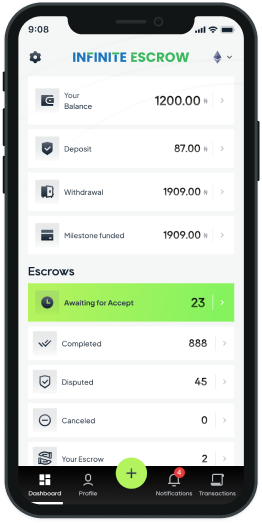 9:08
INFINITE ESCROW
Your
Balance
1200.00
Deposit
87.00
Withdrawal
1909.00
Milestone funded
1909.00
Escrows
Awaiting for Accept
23
Completed
888
Disputed
45
Canceled
0
Your Escrow
2
4
Dashboard
Profile
+
Notifications
Transactions